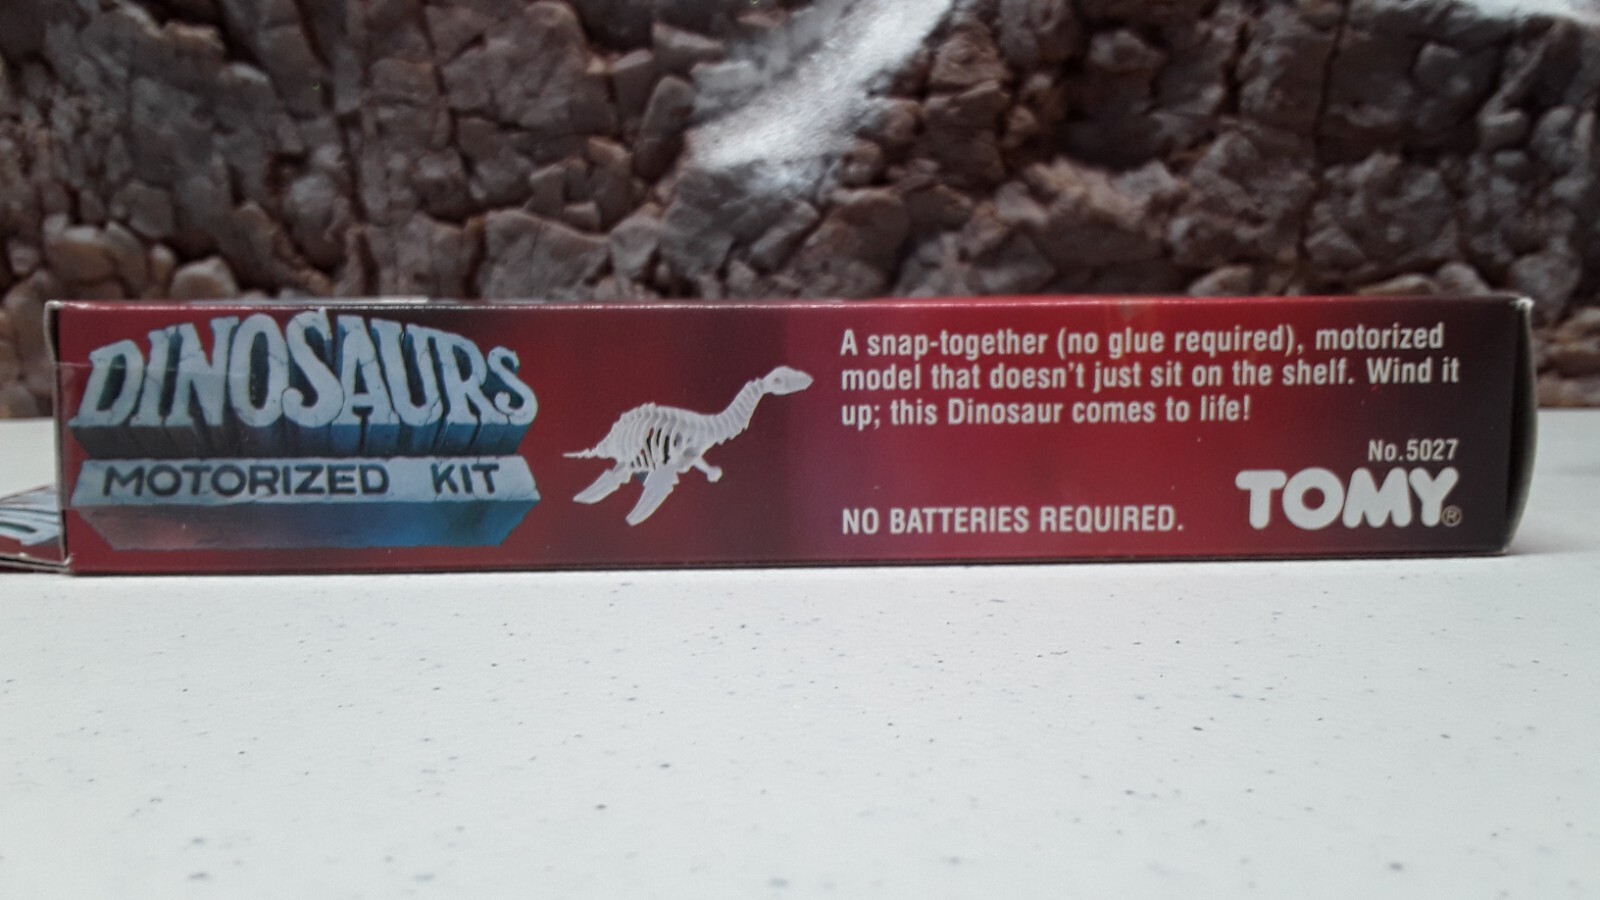 DINOSAURS
MOTORIZED KIT
A snap-together (no glue required), motorized
model that doesn't just sit on the shelf. Wind it
up; this Dinosaur comes to life!
No.5027
TOMY®
NO BATTERIES REQUIRED.